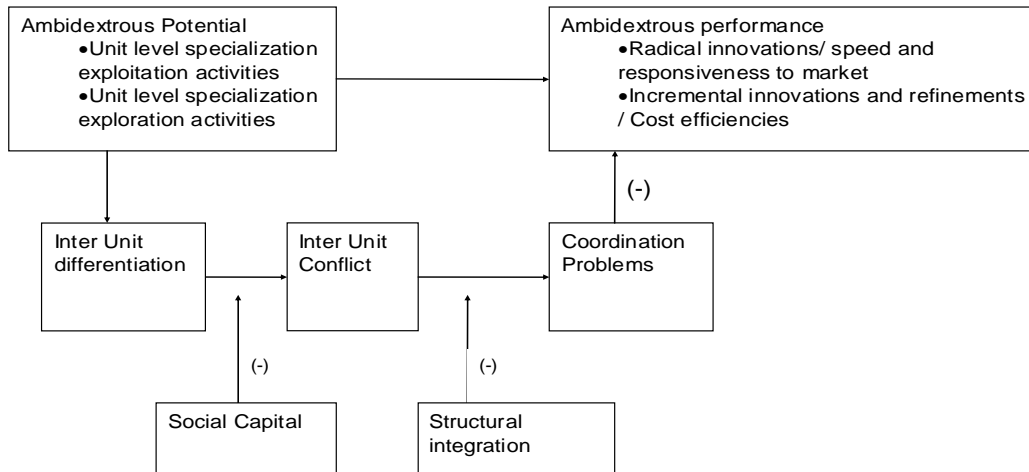 Ambidextrous Potential
•Unit level specialization
exploitation activities
•Unit level specialization
exploration activities
Ambidextrous performance
•Radical innovations/ speed and
responsiveness to market
•Incremental innovations and refinements
/ Cost efficiencies
(-)
Inter Unit
differentiation
Inter Unit
Conflict
Coordination
Problems
(-)
(-)
Social Capital
Structural
integration